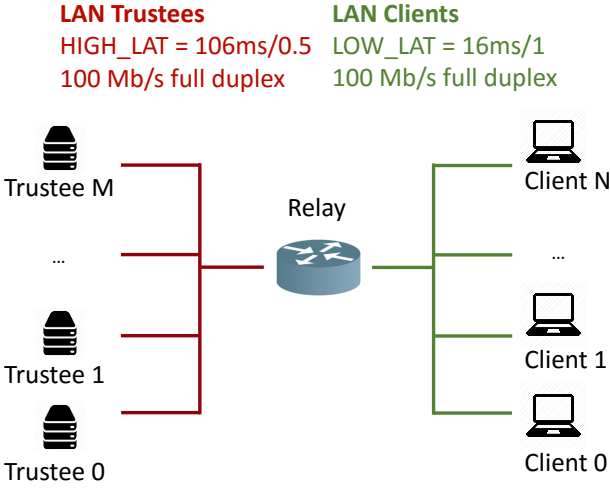 LAN Trustees
HIGH_LAT = 106ms/0.5
100 Mb/s full duplex
LAN Clients
LOW_LAT = 16ms/1
100 Mb/s full duplex
Trustee M
Relay
Client N
...
...
Trustee 1
Client 1
Trustee 0
Client 0